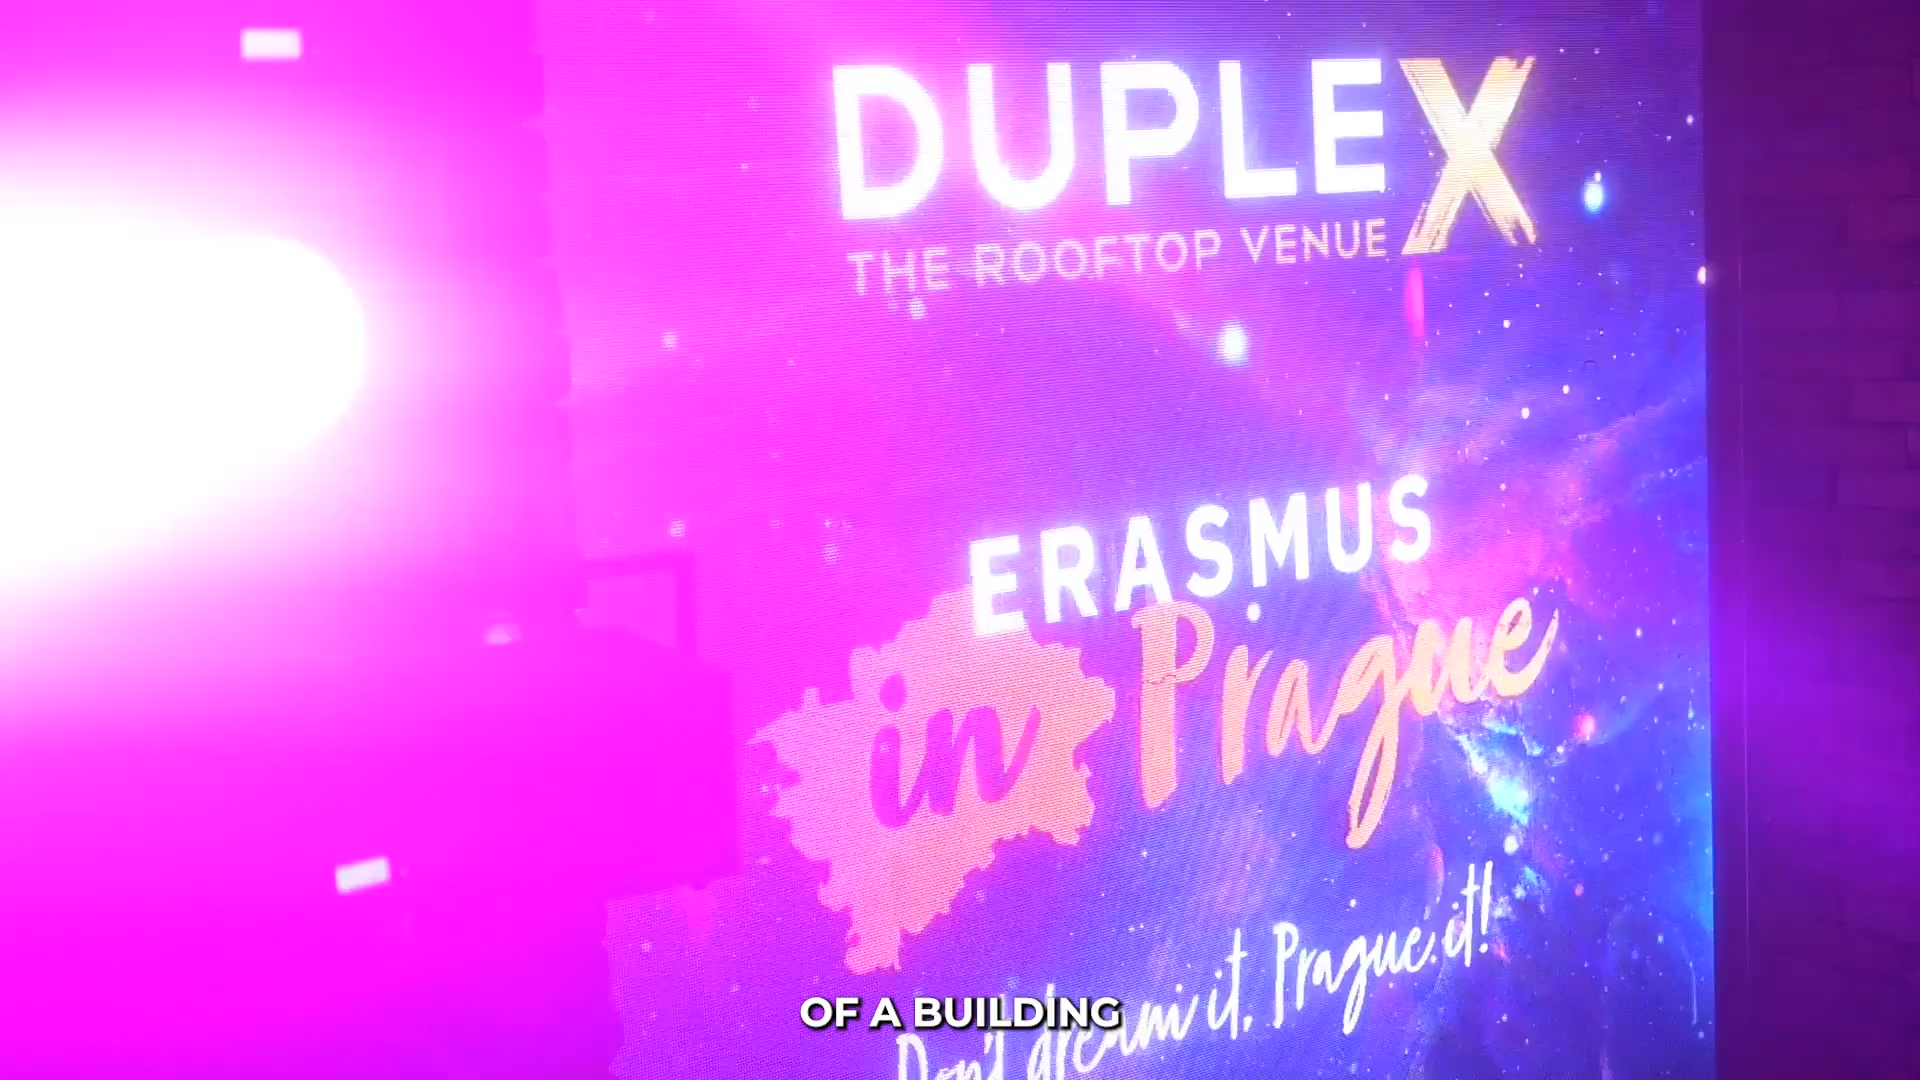 DUPLEX
THE ROOFTOP VENUE
ERASMUS
in Prague
Don't dream it, Prague it!
OF A BUILDING